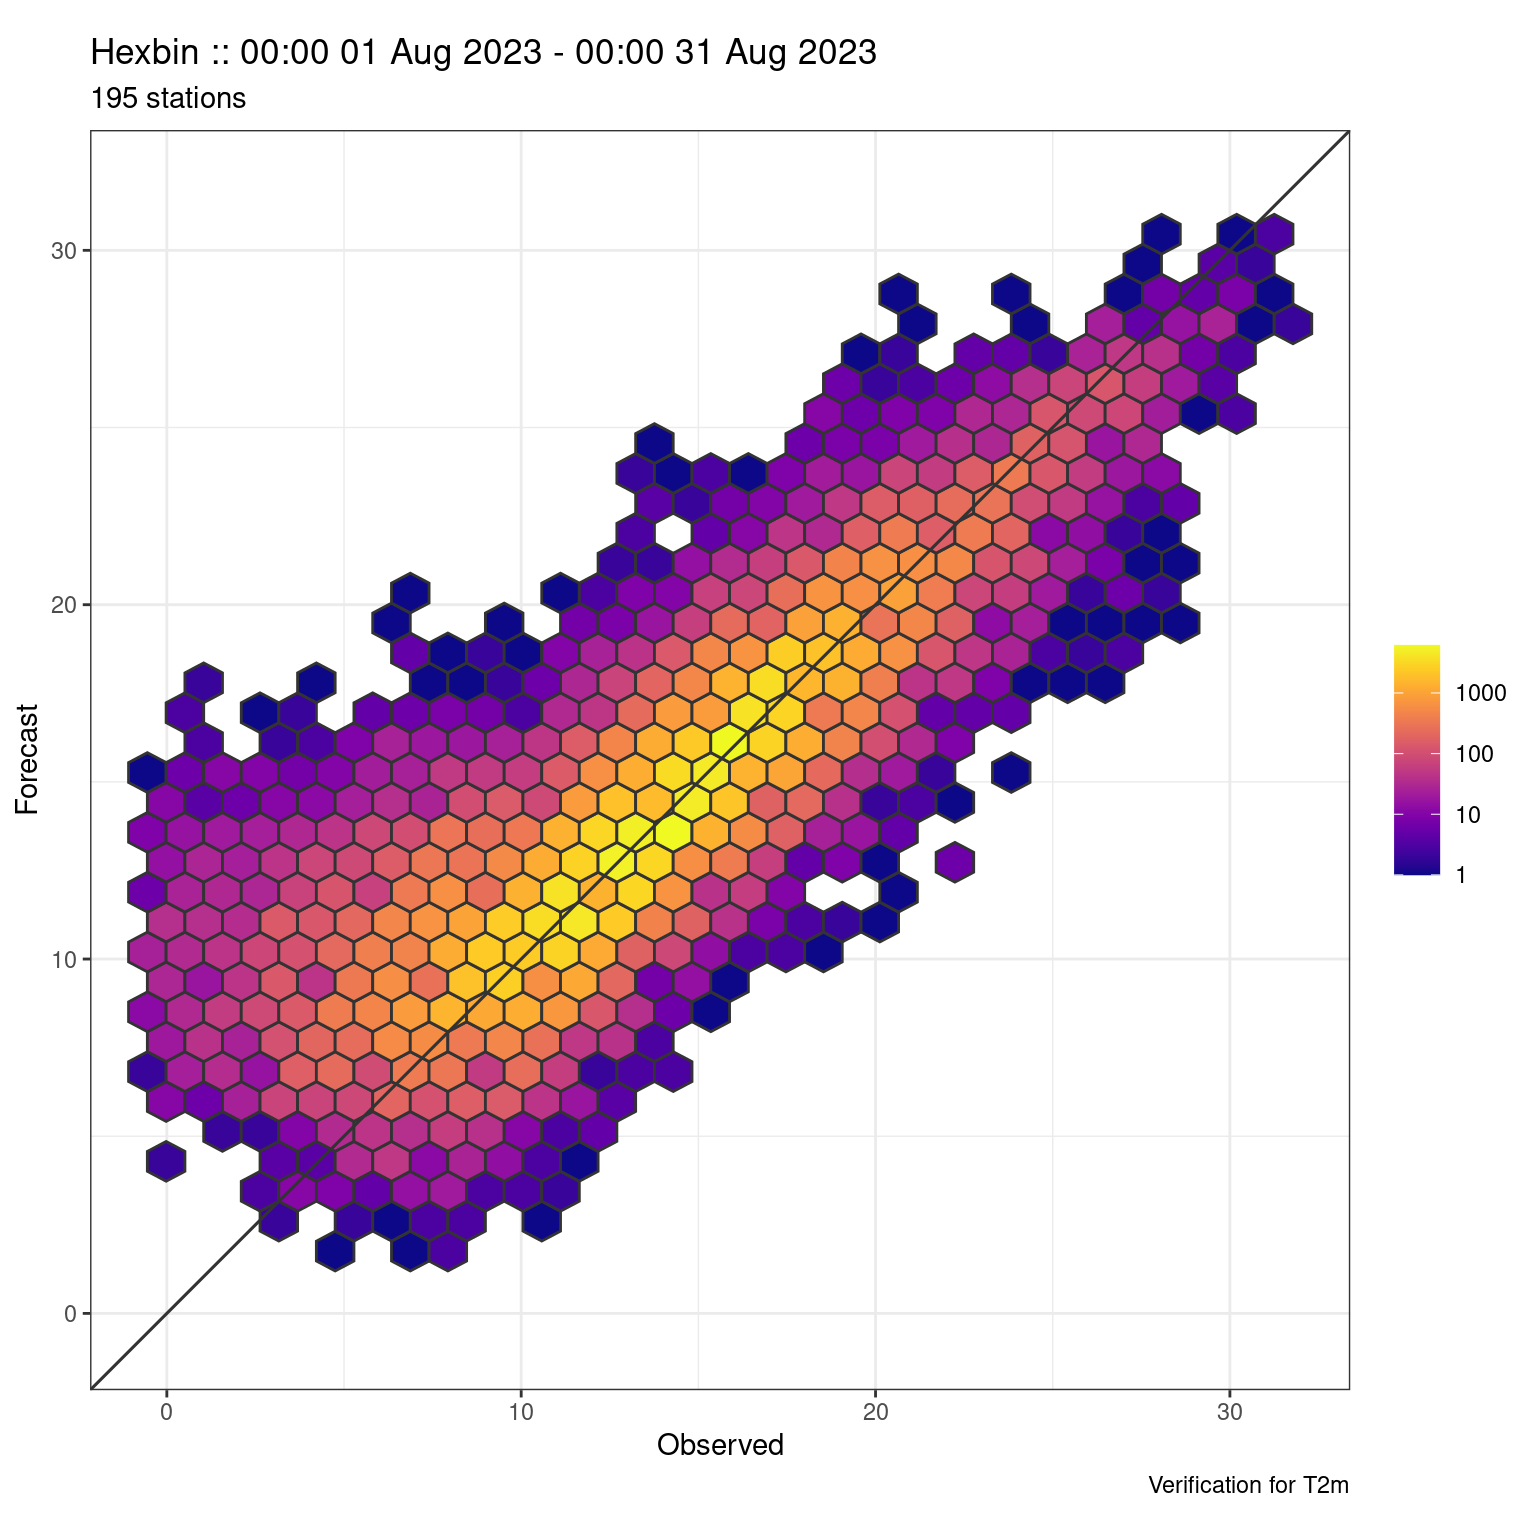 Hexbin :: 00:00 01 Aug 2023 - 00:00 31 Aug 2023
195 stations
Forecast
30
20
10
0
0 10 20 30
Observed
1000
100
10
1
Verification for T2m